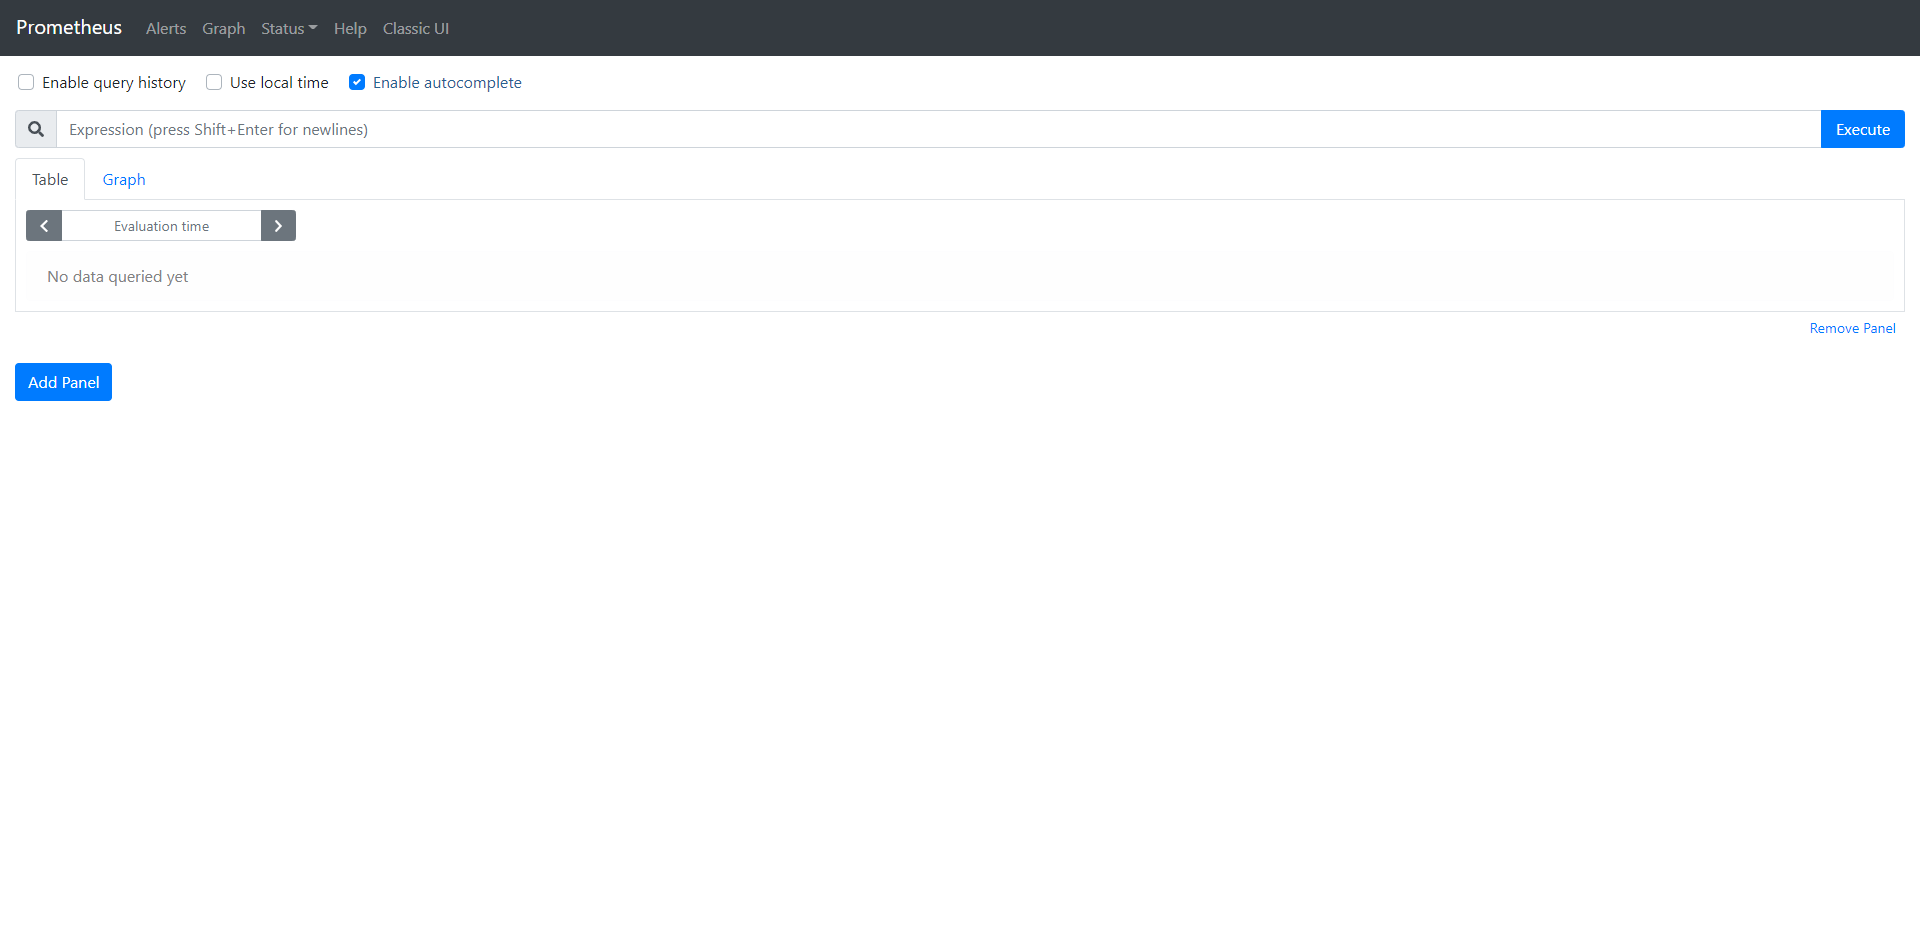 Prometheus Alerts Graph Status Help Classic UI
Enable query history Use local time Enable autocomplete
Expression (press Shift+Enter for newlines) Execute
Table Graph
Evaluation time
No data queried yet
Remove Panel
Add Panel